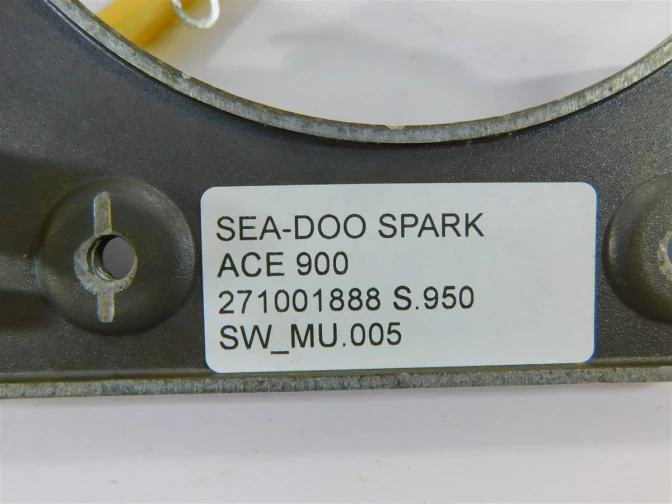 SEA-DOO SPARK
ACE 900
271001888 S.950
SW_MU.005